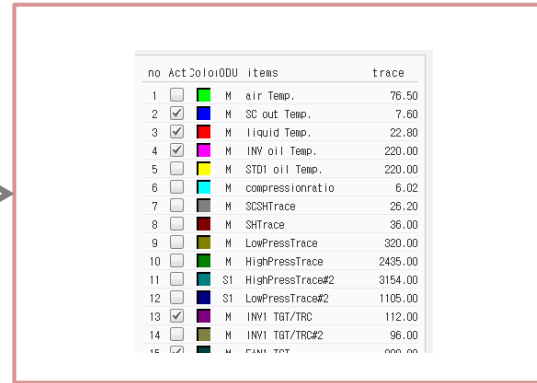 no Act Color ODU items trace
1 M air Temp. 76.50
2 M SC out Temp. 7.60
3 M liquid Temp. 22.80
4 M INV oil Temp. 220.00
5 M STD1 oil Temp. 220.00
6 M compressionratio 6.02
7 M SCSHTrace 26.20
8 M SHTrace 36.00
9 M LowPressTrace 320.00
10 M HighPressTrace 2435.00
11 S1 HighPressTrace#2 3154.00
12 S1 LowPressTrace#2 1105.00
13 M INV1 TGT/TRC 112.00
14 M INV1 TGT/TRC#2 96.00
15 M